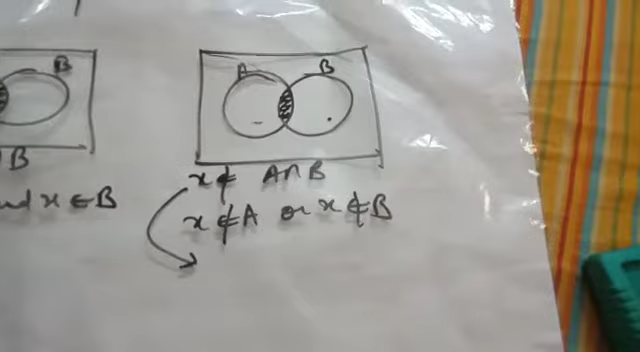 B
A B
B
x ∉ A∩B
and x ∈ B
x ∉ A or x ∉ B